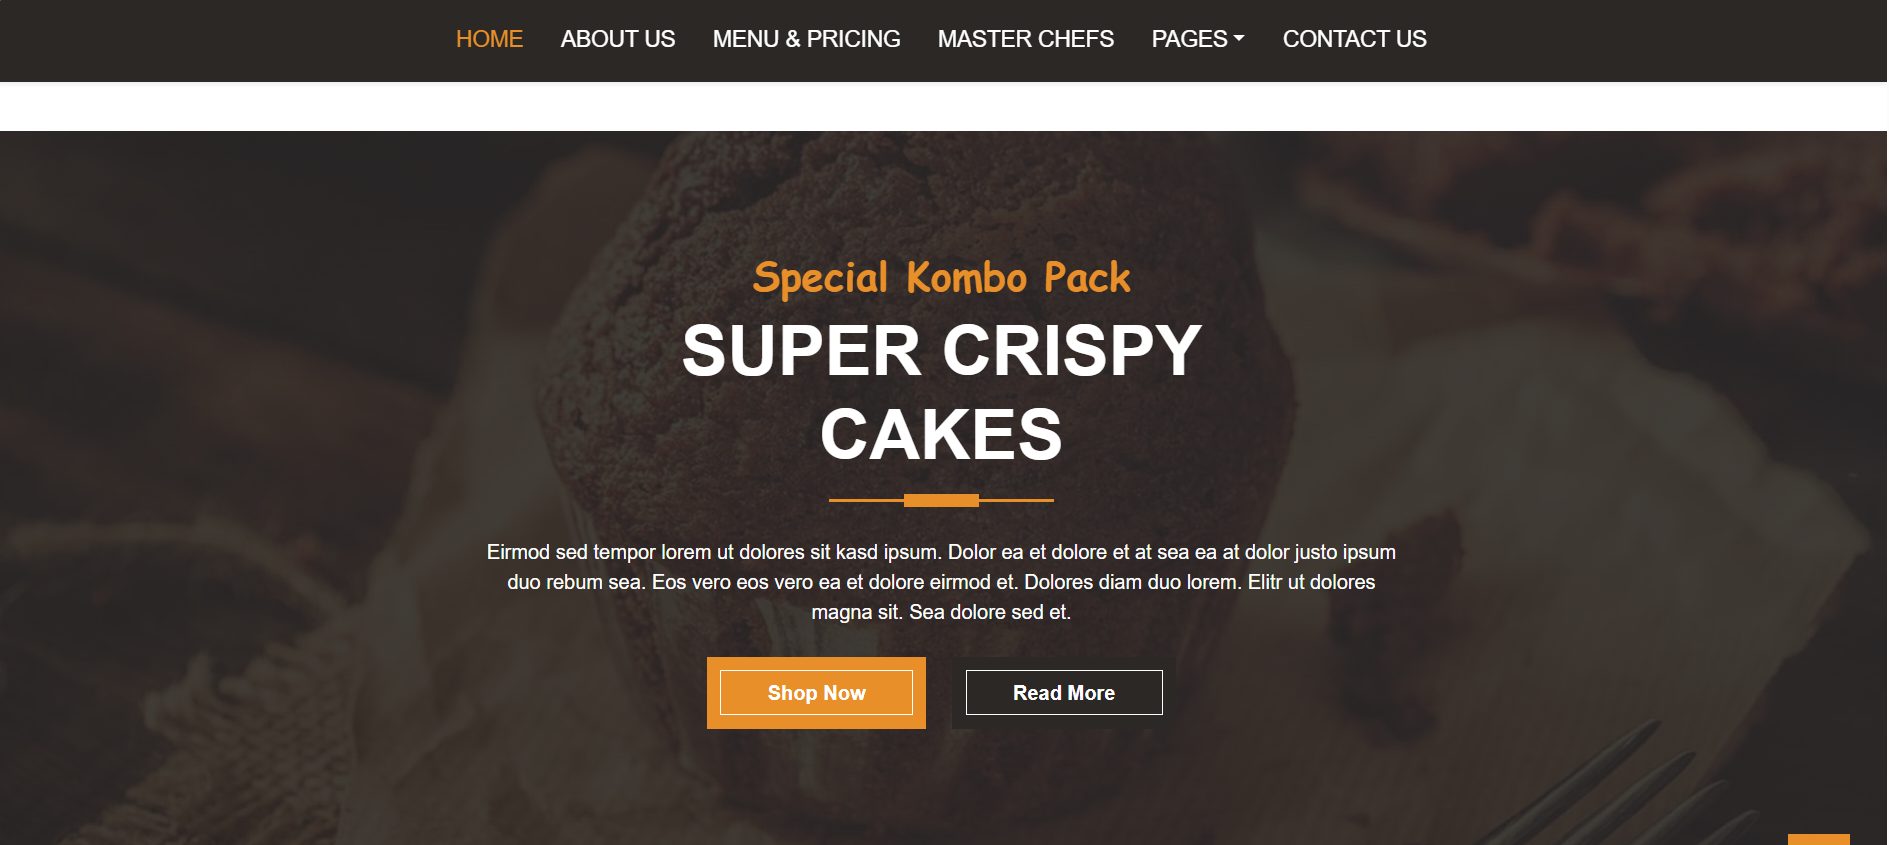 HOME ABOUT US MENU & PRICING MASTER CHEFS PAGES CONTACT US
Special Kombo Pack
SUPER CRISPY
CAKES
Eirmod sed tempor lorem ut dolores sit kasd ipsum. Dolor ea et dolore et at sea ea at dolor justo ipsum
duo rebum sea. Eos vero eos vero ea et dolore eirmod et. Dolores diam duo lorem. Elitr ut dolores
magna sit. Sea dolore sed et.
Shop Now Read More